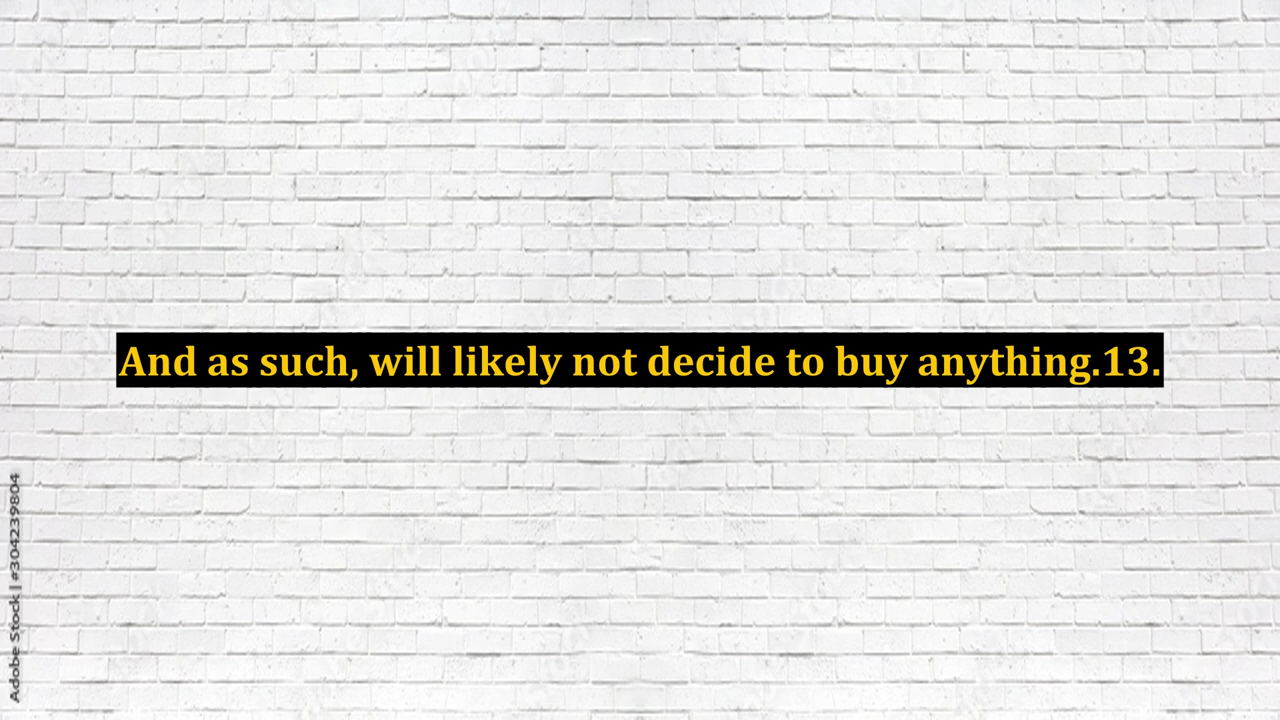 And as such, will likely not decide to buy anything.13.
Adobe Stock | #304239804